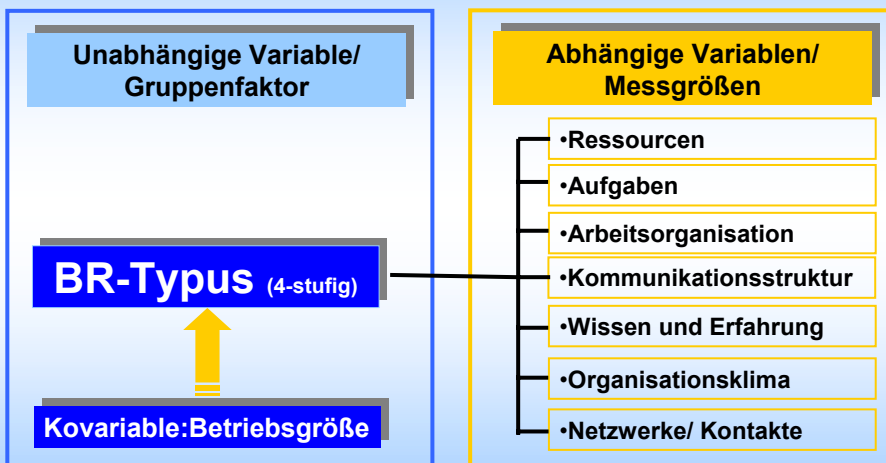 Unabhängige Variable/
Gruppenfaktor
BR-Typus (4-stufig)
Kovariable:Betriebsgröße
Abhängige Variablen/
Messgrößen
•Ressourcen
•Aufgaben
•Arbeitsorganisation
•Kommunikationsstruktur
•Wissen und Erfahrung
•Organisationsklima
•Netzwerke/ Kontakte